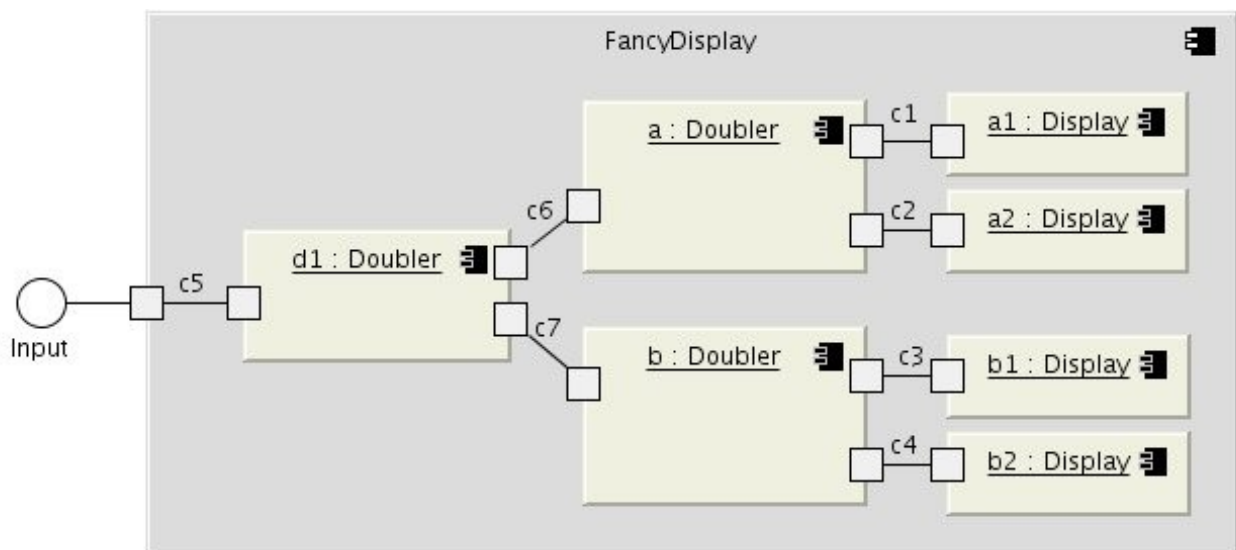 FancyDisplay
a : Doubler
c1
a1 : Display
c6
c2
a2 : Display
d1 : Doubler
c5
Input
c7
b : Doubler
c3
b1 : Display
c4
b2 : Display